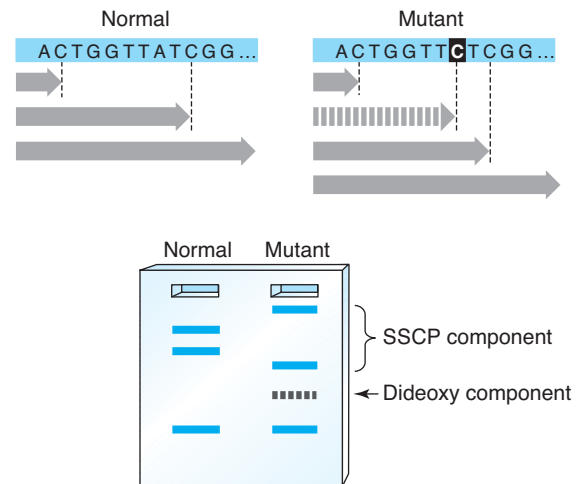 Normal
Mutant
ACTGGTTATCGG...
ACTGGTTCTCGG...
Normal
Mutant
SSCP component
Dideoxy component